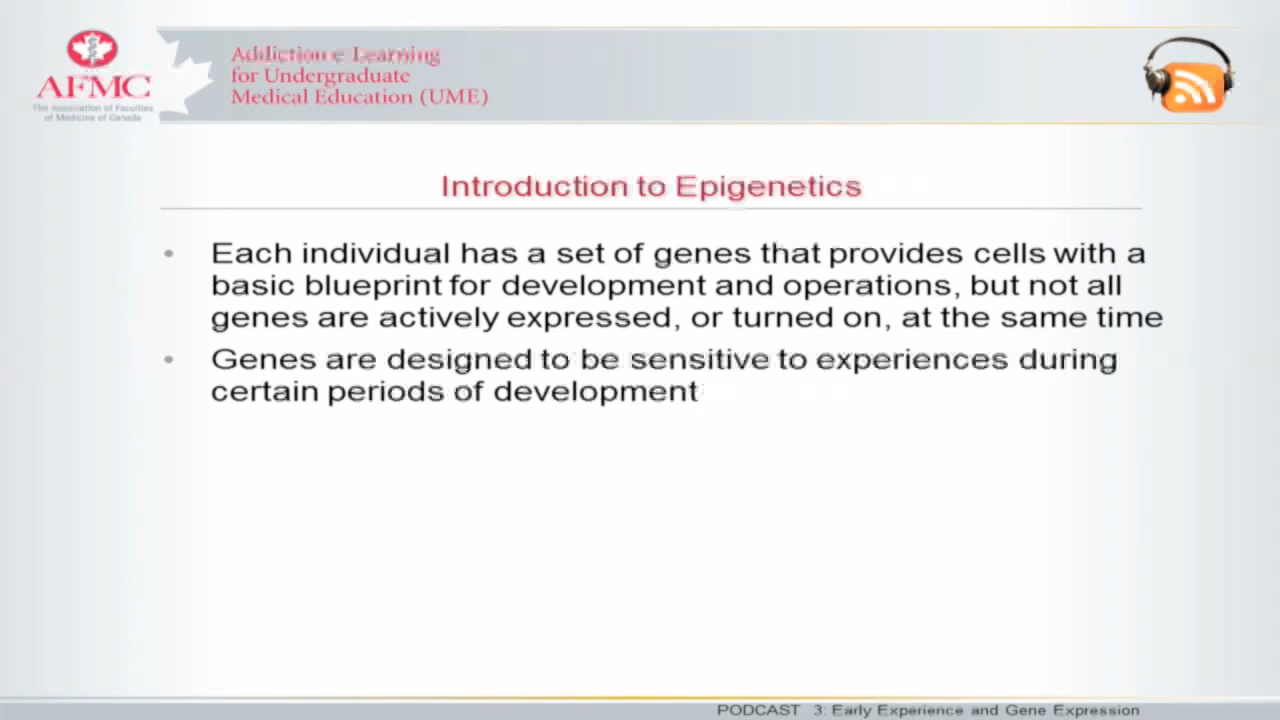 AFMC
The Association of Faculties
of Medicine of Canada
Addiction e Learning
for Undergraduate
Medical Education (UME)
Introduction to Epigenetics
• Each individual has a set of genes that provides cells with a
basic blueprint for development and operations, but not all
genes are actively expressed, or turned on, at the same time
• Genes are designed to be sensitive to experiences during
certain periods of development
PODCAST 3: Early Experience and Gene Expression